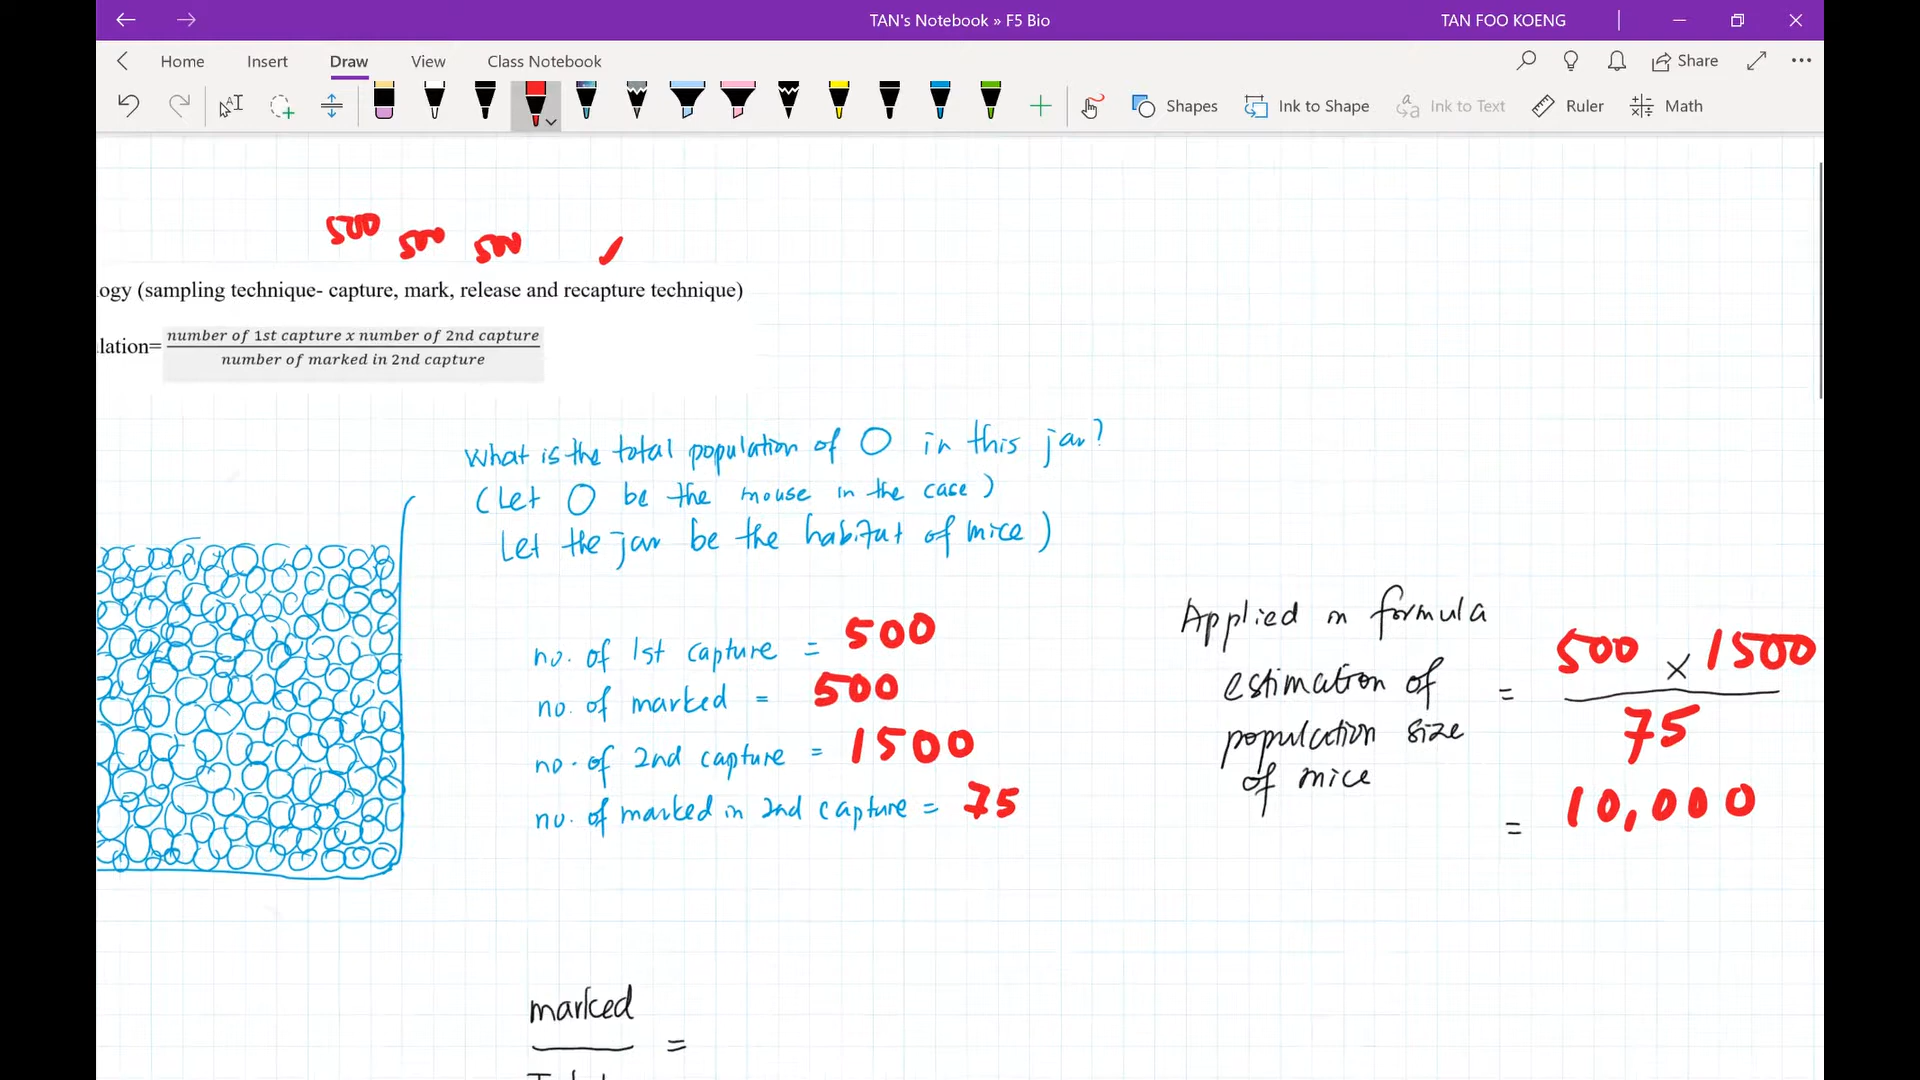 TAN's Notebook » F5 Bio
TAN FOO KOENG
Home Insert Draw View Class Notebook
Share
Shapes Ink to Shape Ink to Text Ruler Math
500 500 500
ogy (sampling technique- capture, mark, release and recapture technique)
lation= number of 1st capture x number of 2nd capture
number of marked in 2nd capture
What is the total population of O in this jar?
(Let O be the mouse in the case)
Let the jar be the habitat of mice)
no. of 1st capture = 500
no. of marked = 500
no. of 2nd capture = 1500
no. of marked in 2nd capture = 75
Applied in formula
estimation of
population size
of mice
= 500 × 1500
75
= 10,000
marked
=